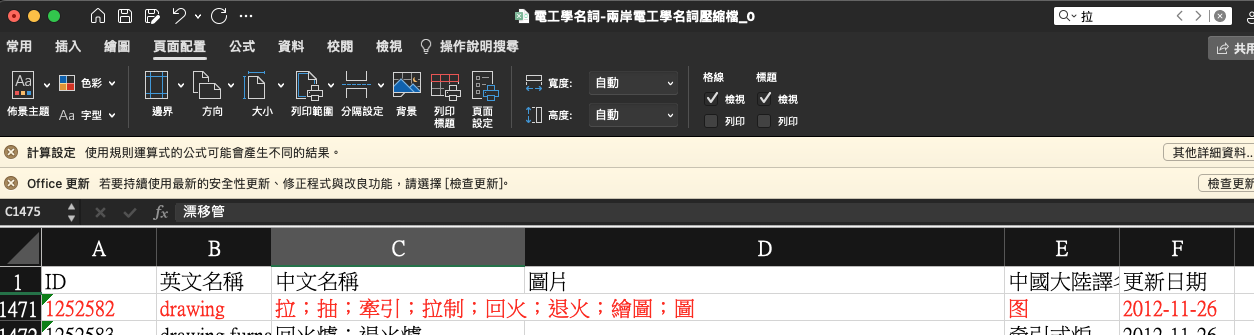 電工學名詞-兩岸電工學名詞壓縮檔_0
拉
常用 插入 繪圖 頁面配置 公式 資料 校閱 檢視 操作說明搜尋
共用
Aa 色彩 寬度: 自動 格線 標題
檢視 檢視
佈景主題 Aa 字型 邊界 方向 大小 列印範圍 分隔設定 背景 列印標題 頁面設定 高度: 自動
列印 列印
計算設定 使用規則運算式的公式可能會產生不同的結果。 其他詳細資料...
Office 更新 若要持續使用最新的安全性更新、修正程式與改良功能，請選擇 [檢查更新]。 檢查更新
C1475 fx 漂移管
A B C D E F
1 ID 英文名稱 中文名稱 圖片 中國大陸譯名 更新日期
1471 1252582 drawing 拉；抽；牽引；拉制；回火；退火；繪圖；圖 图 2012-11-26
1472 1252583 drawing furna 回火爐；退火爐 牽引式炉 2012-11-26